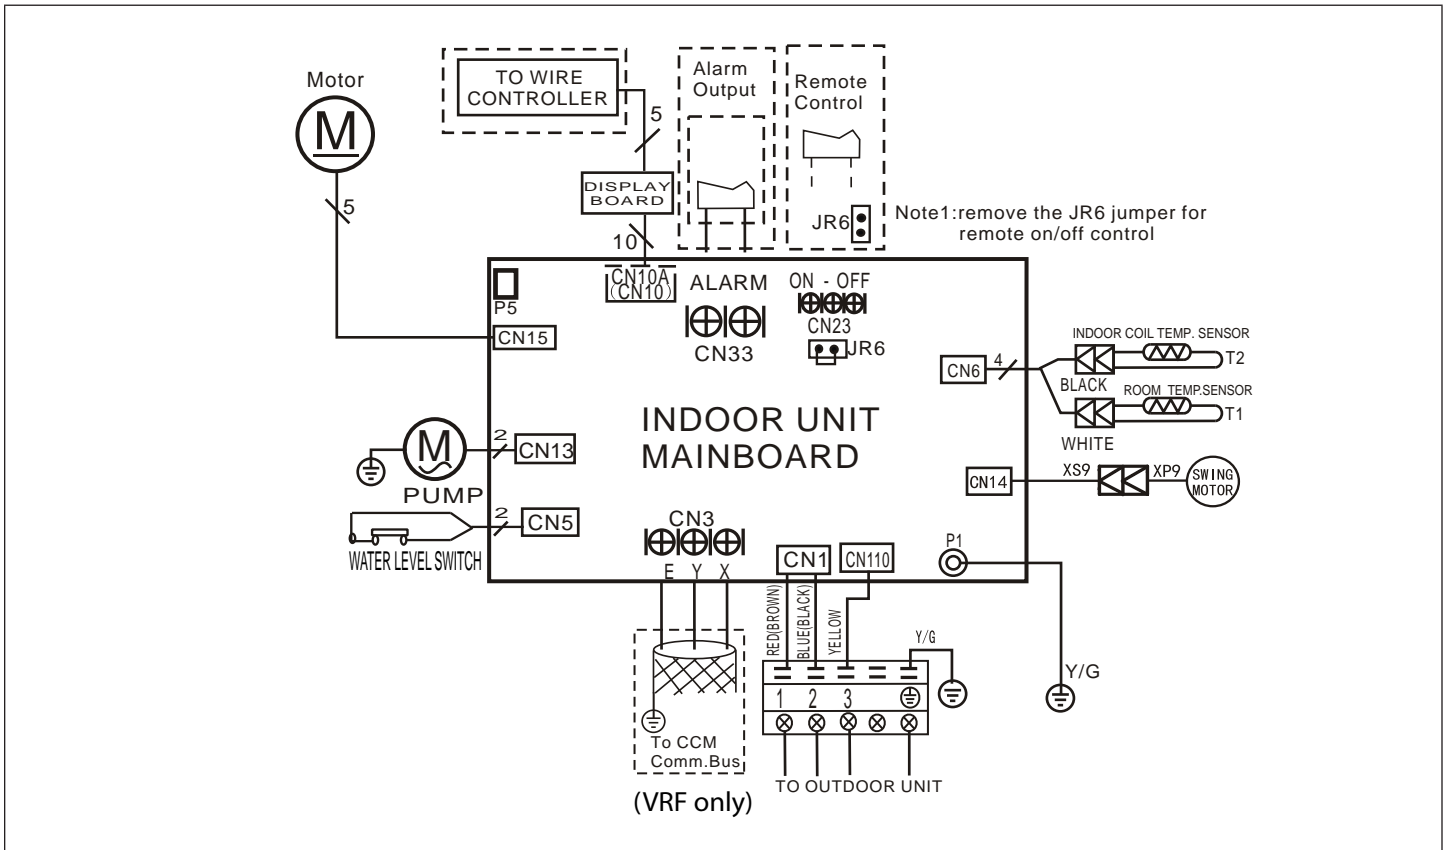 Motor
M
5
TO WIRE
CONTROLLER
5
DISPLAY
BOARD
10
Alarm
Output
Remote
Control
JR6
Note1:remove the JR6 jumper for
remote on/off control
P5
CN10A
(CN10)
ALARM
CN33
ON - OFF
CN23
JR6
CN15
CN6
4
INDOOR COIL TEMP. SENSOR
T2
BLACK
ROOM TEMP.SENSOR
T1
WHITE
INDOOR UNIT
MAINBOARD
M
PUMP
2
CN13
CN14
XS9
XP9
SWING
MOTOR
2
CN5
WATER LEVEL SWITCH
CN3
E Y X
CN1
CN110
P1
RED(BROWN)
BLUE(BLACK)
YELLOW
Y/G
Y/G
1 2 3
To CCM
Comm.Bus
TO OUTDOOR UNIT
(VRF only)